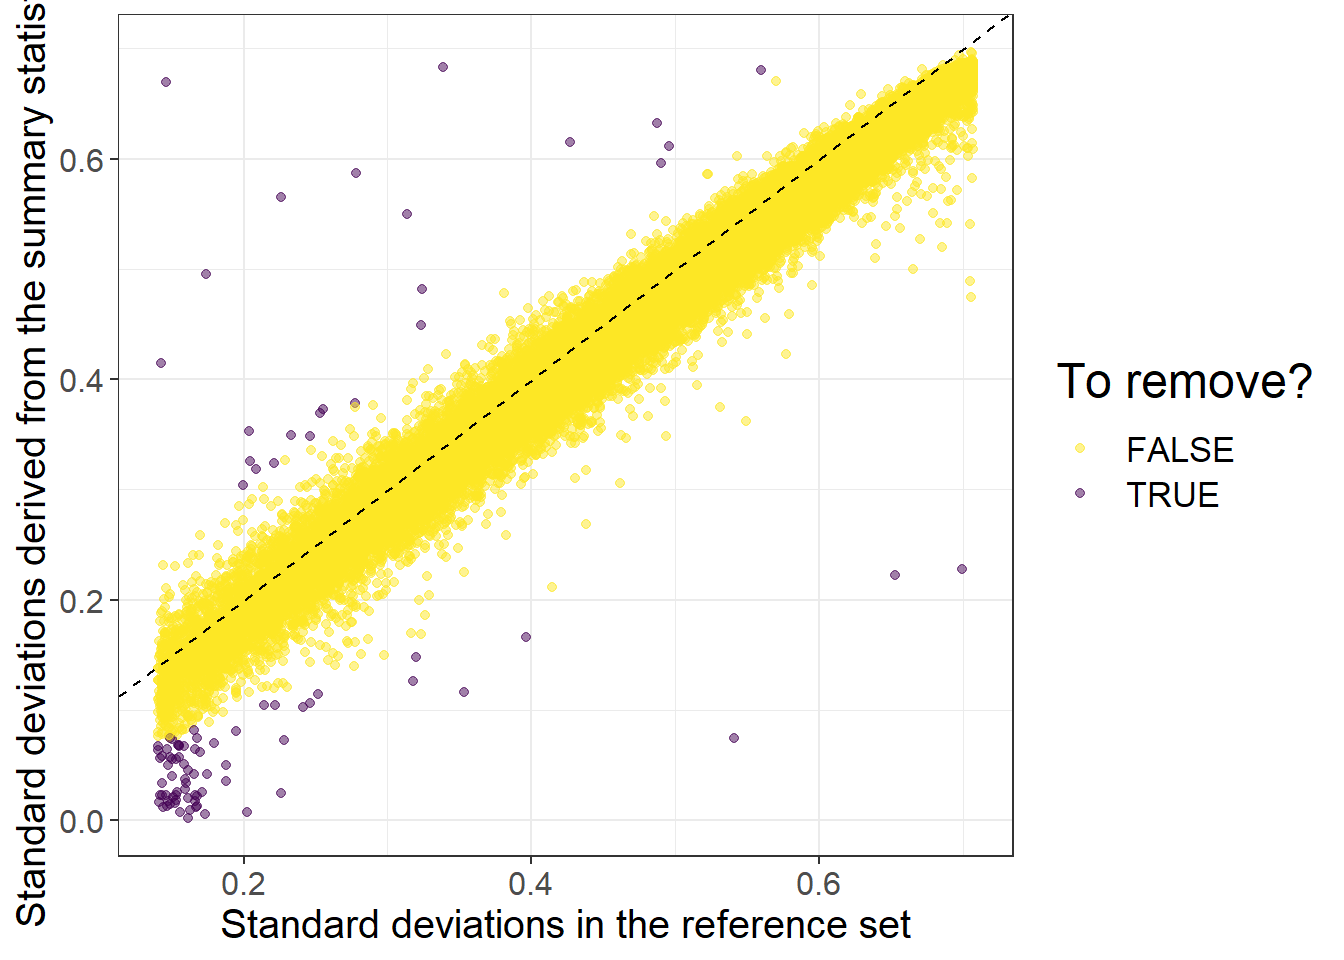 Standard deviations derived from the summary statis
0.6
0.4
0.2
0.0
0.2
0.4
0.6
Standard deviations in the reference set
To remove?
FALSE
TRUE